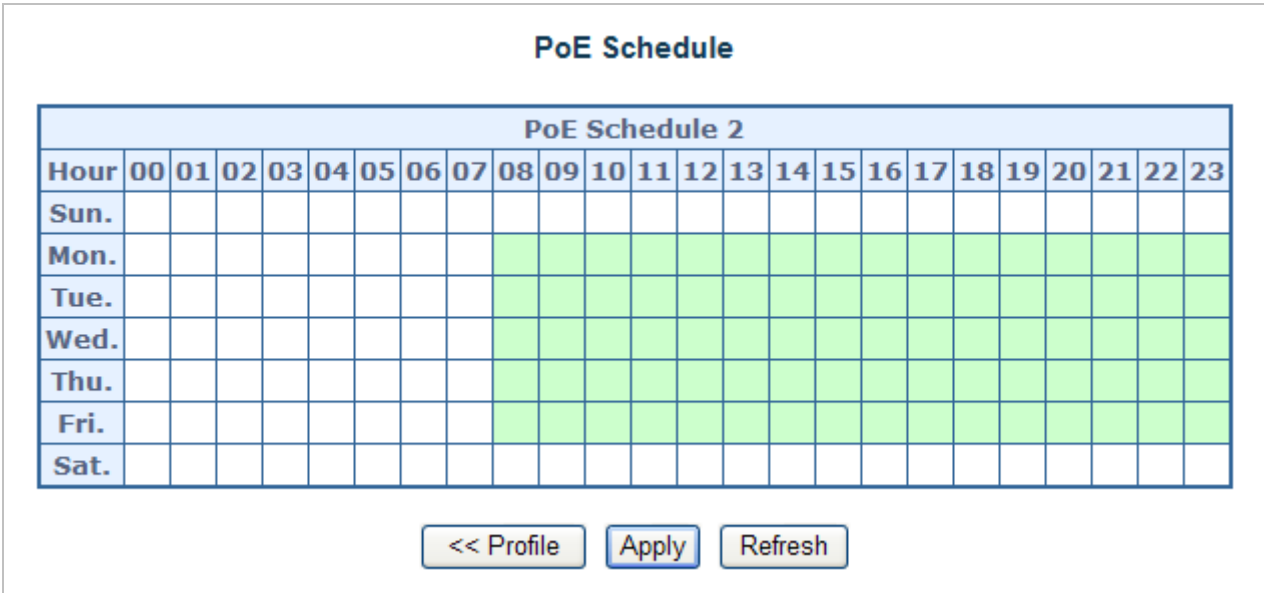 PoE Schedule
PoE Schedule 2
Hour 00 01 02 03 04 05 06 07 08 09 10 11 12 13 14 15 16 17 18 19 20 21 22 23
Sun.
Mon.
Tue.
Wed.
Thu.
Fri.
Sat.
<< Profile Apply Refresh